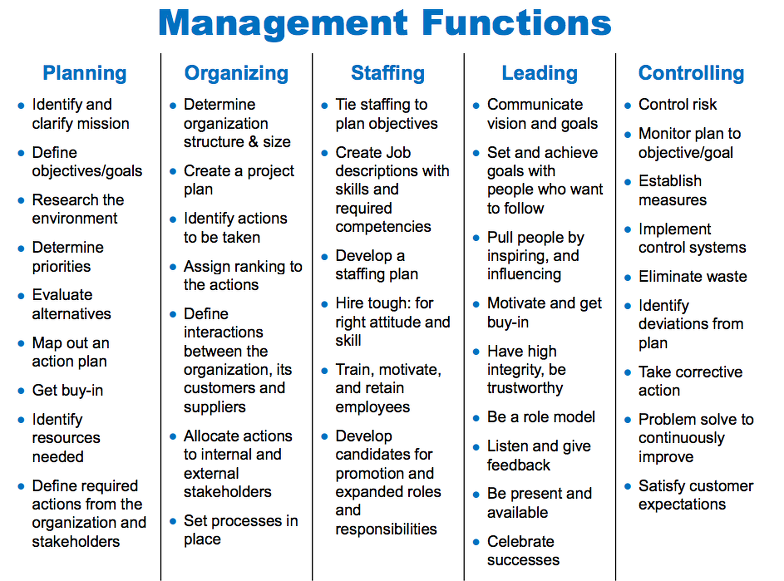 Management Functions
Planning
• Identify and
clarify mission
• Define
objectives/goals
• Research the
environment
• Determine
priorities
• Evaluate
alternatives
• Map out an
action plan
• Get buy-in
• Identify
resources
needed
• Define required
actions from the
organization and
stakeholders
Organizing
• Determine
organization
structure & size
• Create a project
plan
• Identify actions
to be taken
• Assign ranking to
the actions
• Define
interactions
between the
organization, its
customers and
suppliers
• Allocate actions
to internal and
external
stakeholders
• Set processes in
place
Staffing
• Tie staffing to
plan objectives
• Create Job
descriptions with
skills and
required
competencies
• Develop a
staffing plan
• Hire tough: for
right attitude and
skill
• Train, motivate,
and retain
employees
• Develop
candidates for
promotion and
expanded roles
and
responsibilities
Leading
• Communicate
vision and goals
• Set and achieve
goals with
people who want
to follow
• Pull people by
inspiring, and
influencing
• Motivate and get
buy-in
• Have high
integrity, be
trustworthy
• Be a role model
• Listen and give
feedback
• Be present and
available
• Celebrate
successes
Controlling
• Control risk
• Monitor plan to
objective/goal
• Establish
measures
• Implement
control systems
• Eliminate waste
• Identify
deviations from
plan
• Take corrective
action
• Problem solve to
continuously
improve
• Satisfy customer
expectations